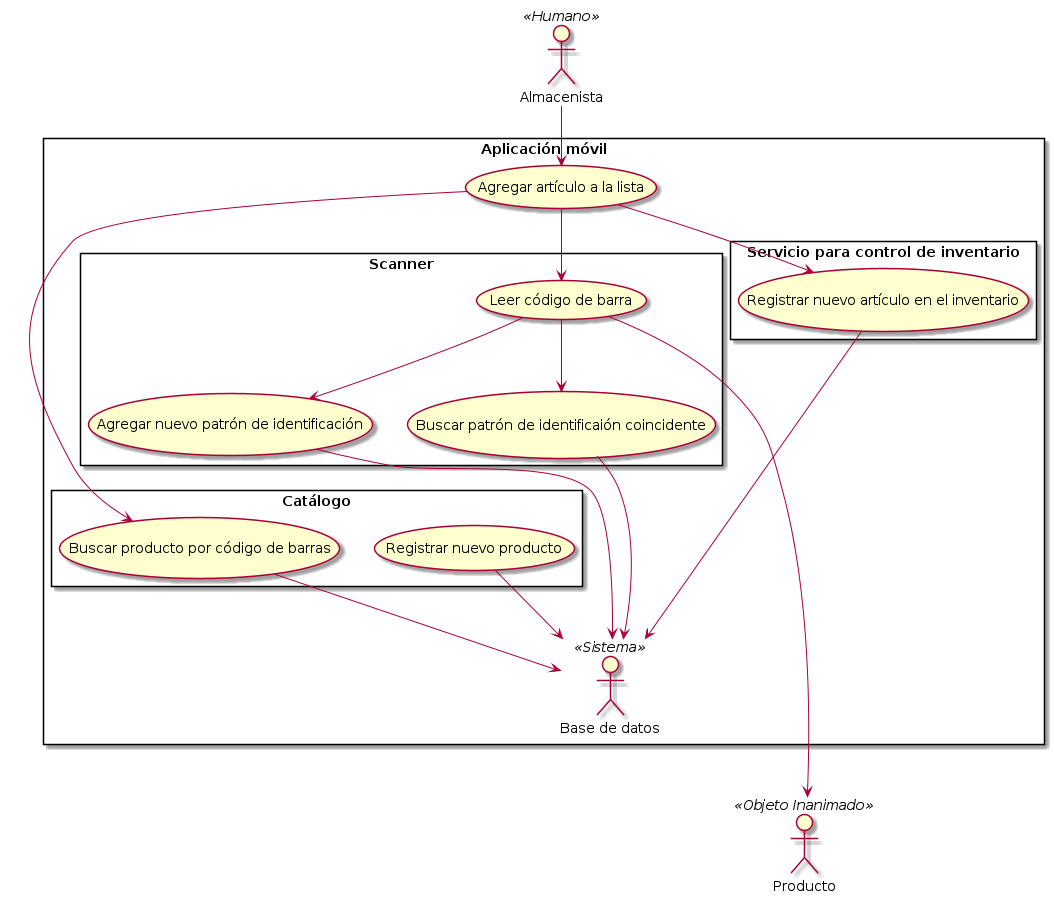 «Humano»
Almacenista
Aplicación móvil
Agregar artículo a la lista
Servicio para control de inventario
Scanner
Leer código de barra
Registrar nuevo artículo en el inventario
Agregar nuevo patrón de identificación
Buscar patrón de identificaión coincidente
Catálogo
Buscar producto por código de barras
Registrar nuevo producto
«Sistema»
Base de datos
«Objeto Inanimado»
Producto